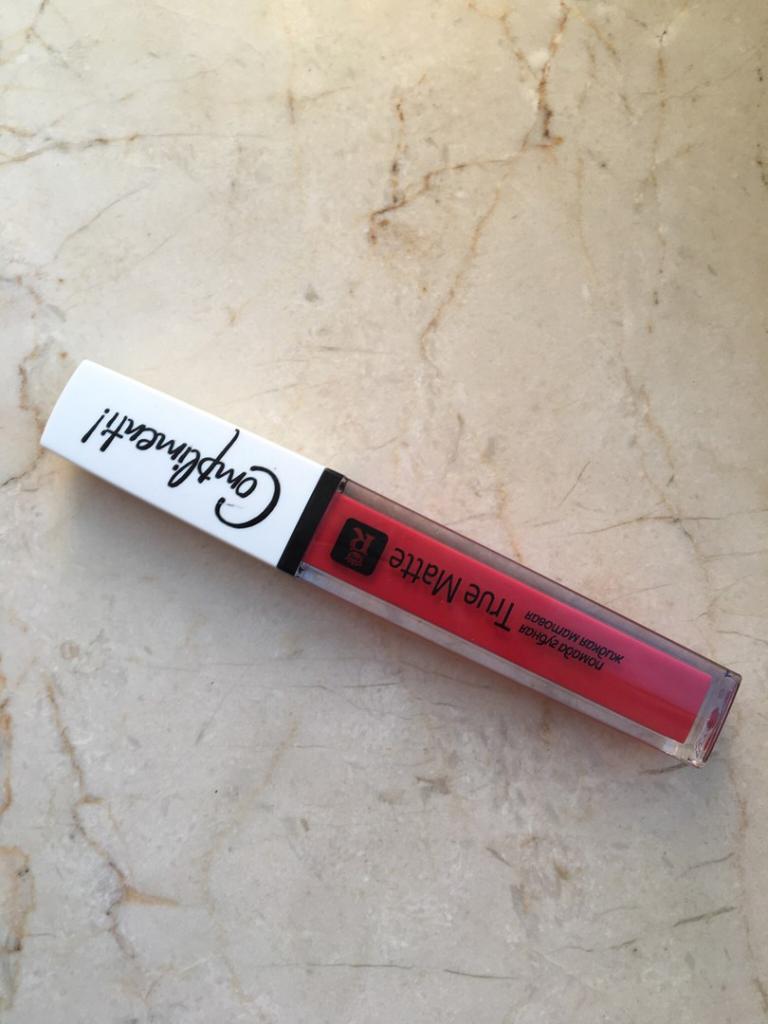 помада губная
жидкая матовая
True Matte
R
Compliment!